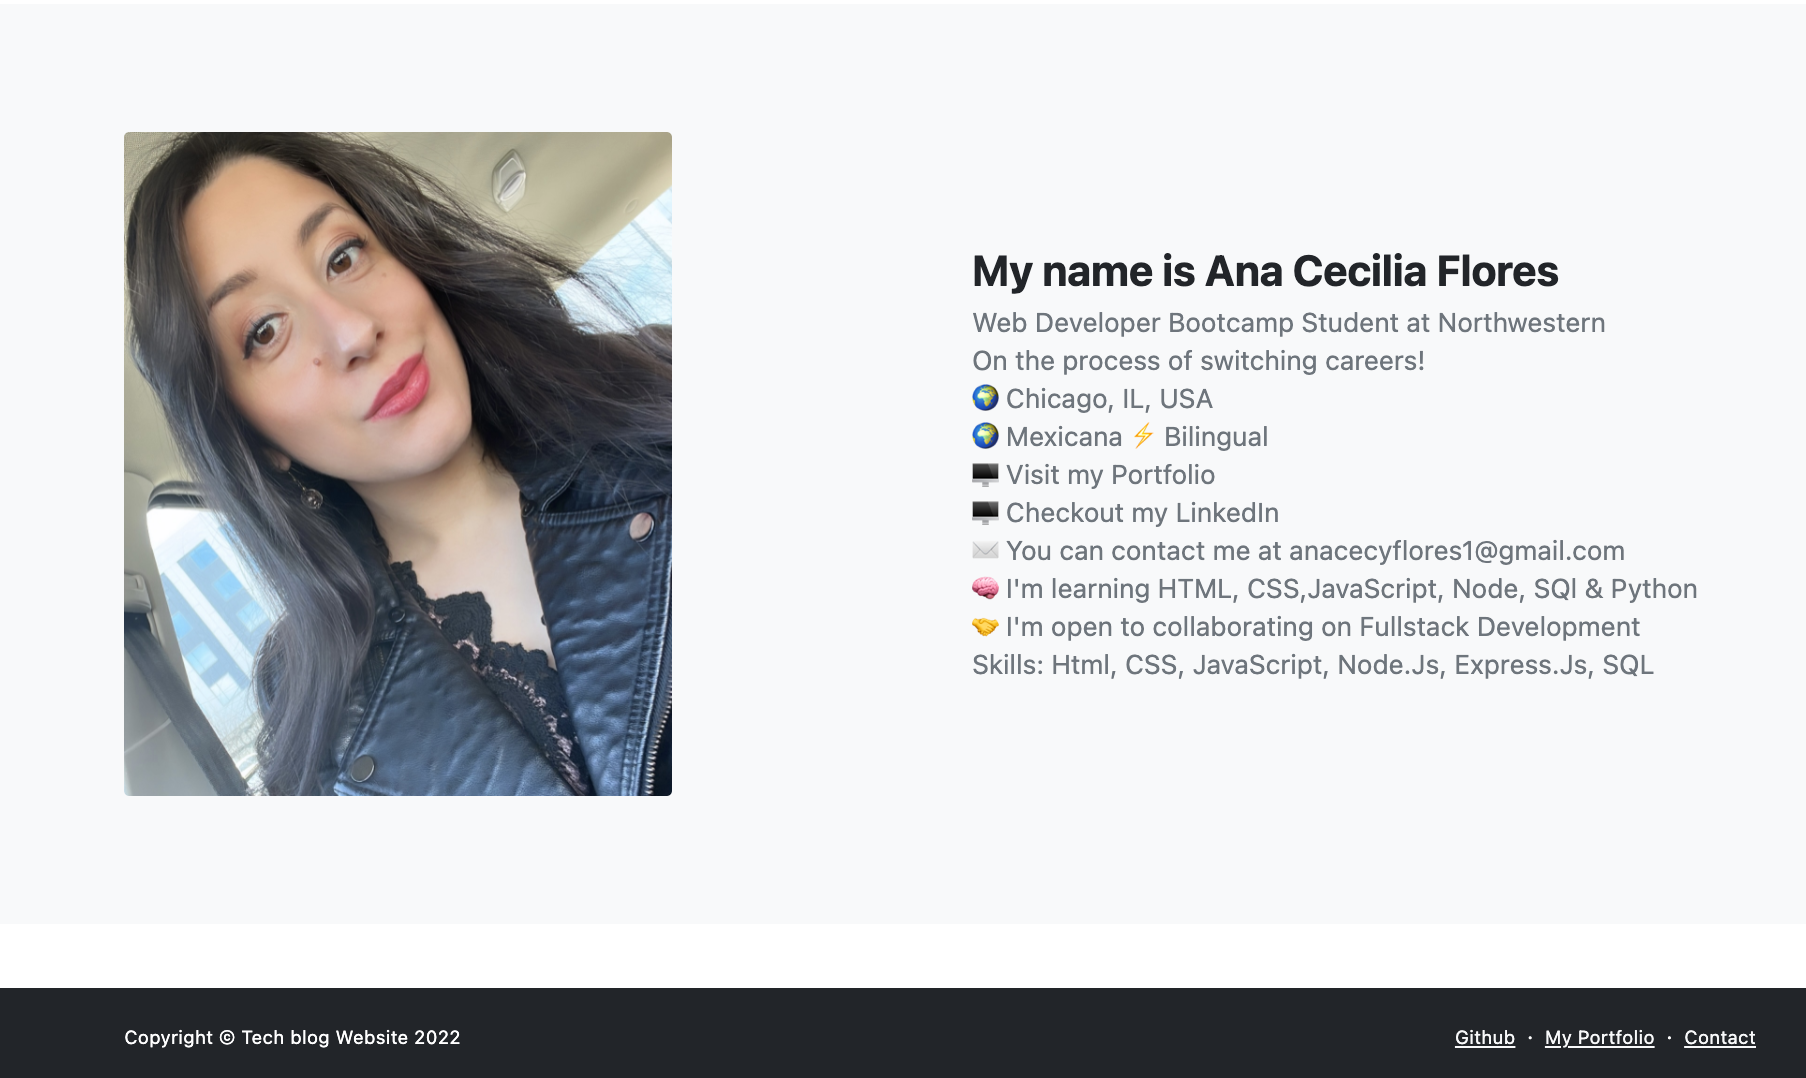 My name is Ana Cecilia Flores
Web Developer Bootcamp Student at Northwestern
On the process of switching careers!
🌍 Chicago, IL, USA
🌍 Mexicana ⚡ Bilingual
🖥️ Visit my Portfolio
🖥️ Checkout my LinkedIn
✉️ You can contact me at anacecyflores1@gmail.com
🧠 I'm learning HTML, CSS,JavaScript, Node, SQl & Python
🤝 I'm open to collaborating on Fullstack Development
Skills: Html, CSS, JavaScript, Node.Js, Express.Js, SQL
Copyright © Tech blog Website 2022
Github · My Portfolio · Contact